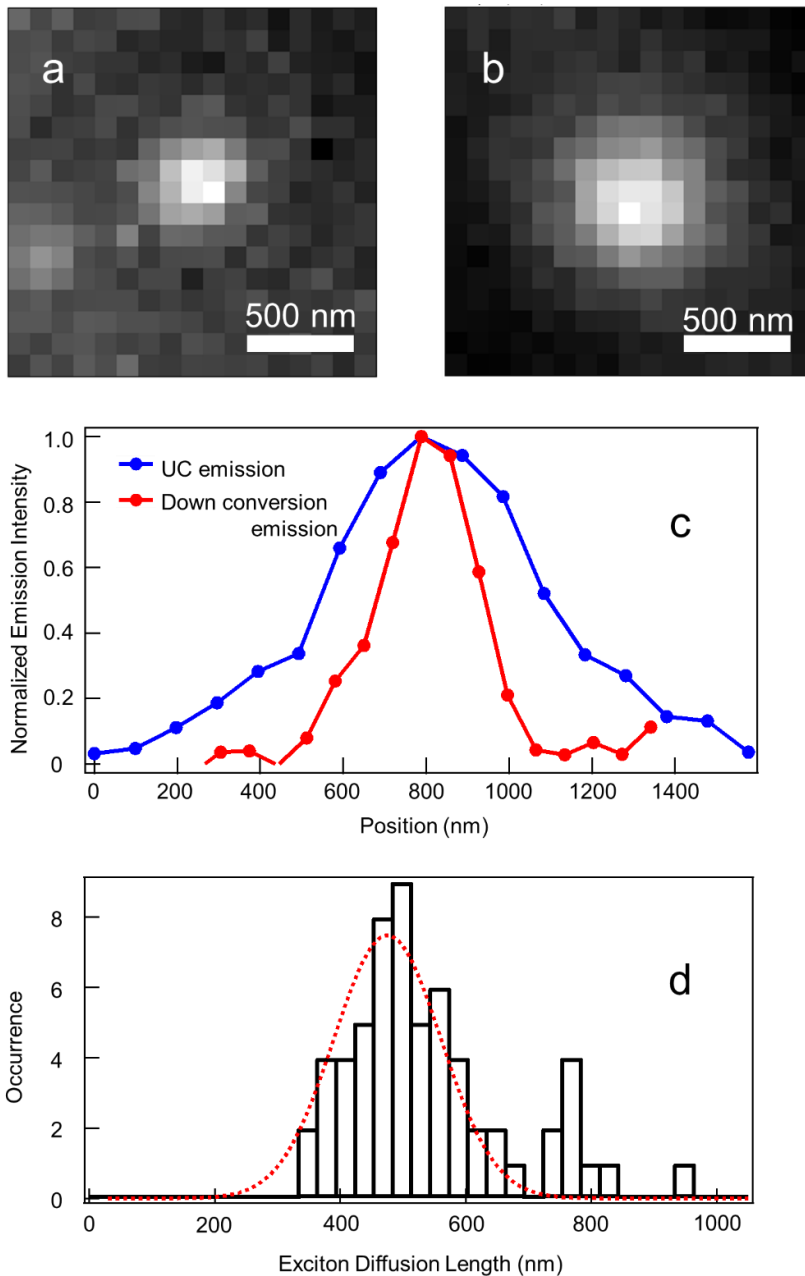 a
500 nm
b
500 nm
Normalized Emission Intensity
1.0
0.8
0.6
0.4
0.2
0
UC emission
Down conversion
emission
c
0 200 400 600 800 1000 1200 1400
Position (nm)
Occurrence
8
6
4
2
0
d
0 200 400 600 800 1000
Exciton Diffusion Length (nm)